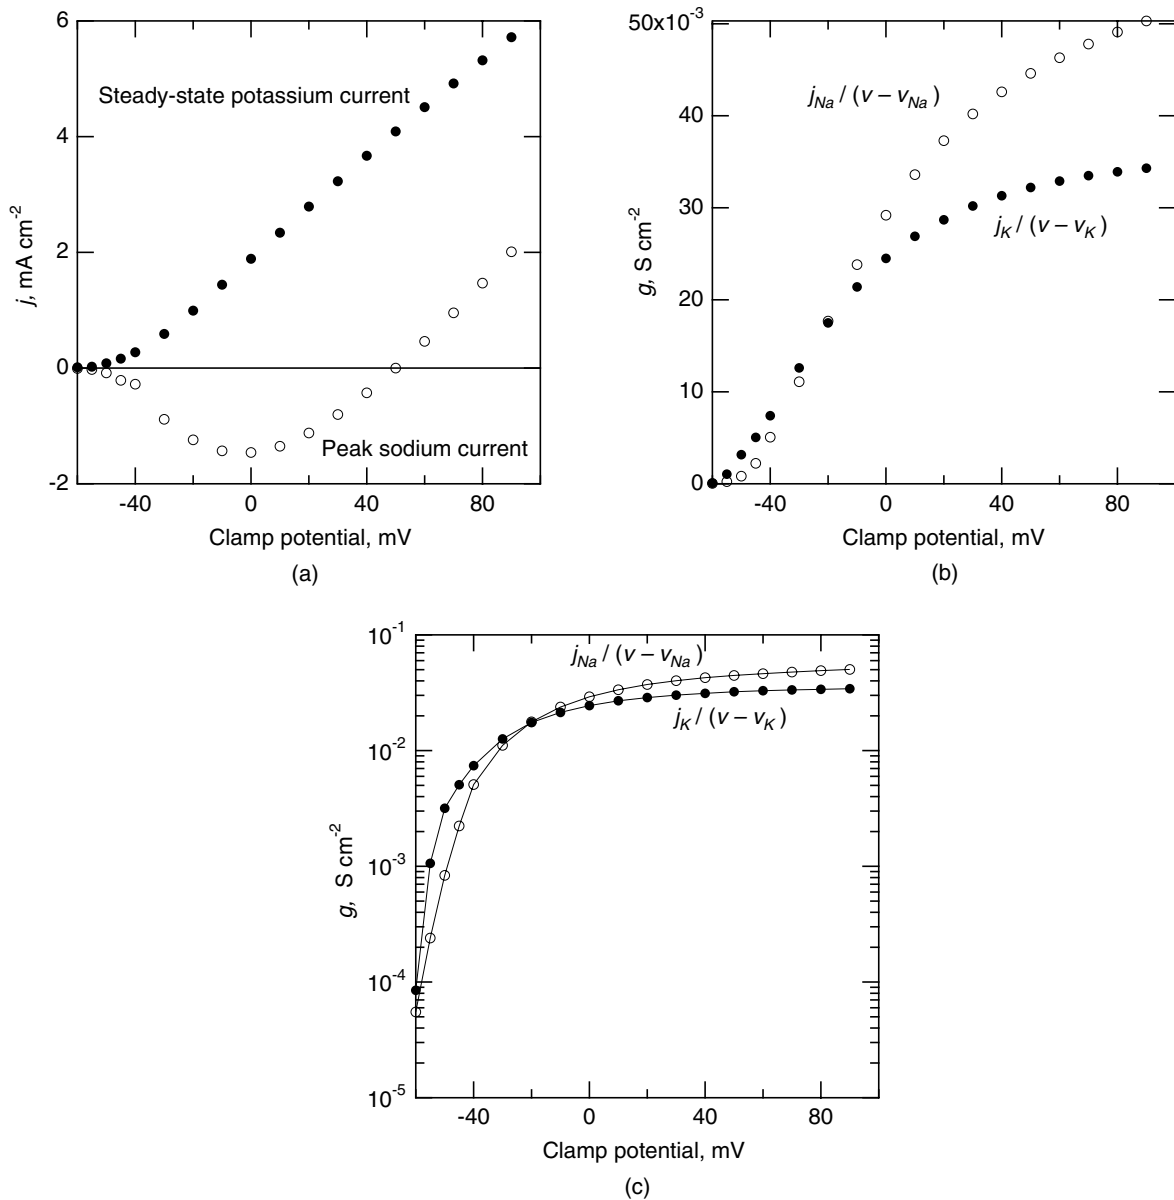 6
4
2
0
-2
j, mA cm-2
Steady-state potassium current
Peak sodium current
-40 0 40 80
Clamp potential, mV
(a)
50x10-3
40
30
20
10
0
g, S cm-2
jNa / (v – vNa)
jK / (v – vK)
-40 0 40 80
Clamp potential, mV
(b)
10-1
10-2
10-3
10-4
10-5
g, S cm-2
jNa / (v – vNa)
jK / (v – vK)
-40 0 40 80
Clamp potential, mV
(c)